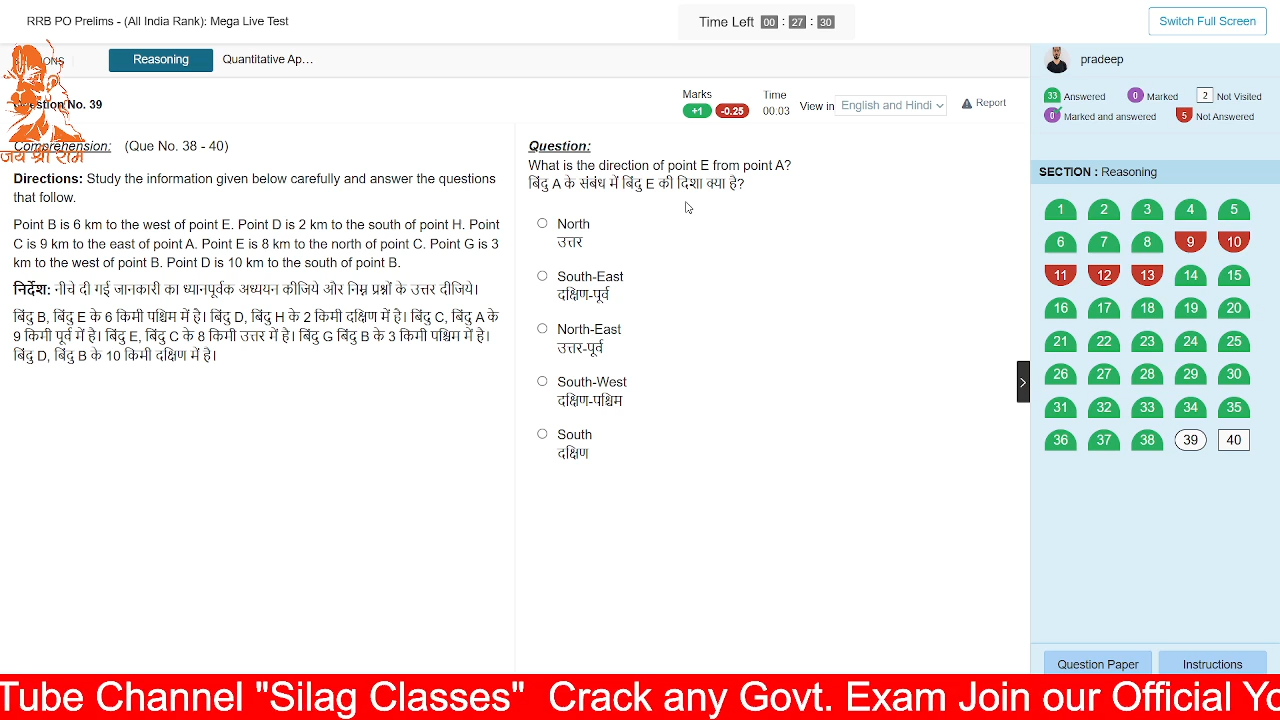 RRB PO Prelims - (All India Rank): Mega Live Test
Time Left 00 : 27 : 30
Switch Full Screen
Reasoning
Quantitative Ap...
pradeep
Question No. 39
Marks
+1 -0.25
Time
00:03
View in English and Hindi
Report
33 Answered
0 Marked
2 Not Visited
0 Marked and answered
5 Not Answered
जय श्री राम
Comprehension: (Que No. 38 - 40)
Directions: Study the information given below carefully and answer the questions
that follow.
Point B is 6 km to the west of point E. Point D is 2 km to the south of point H. Point
C is 9 km to the east of point A. Point E is 8 km to the north of point C. Point G is 3
km to the west of point B. Point D is 10 km to the south of point B.
निर्देश: नीचे दी गई जानकारी का ध्यानपूर्वक अध्ययन कीजिये और निम्न प्रश्नों के उत्तर दीजिये।
बिंदु B, बिंदु E के 6 किमी पश्चिम में है। बिंदु D, बिंदु H के 2 किमी दक्षिण में है। बिंदु C, बिंदु A के
9 किमी पूर्व में है। बिंदु E, बिंदु C के 8 किमी उत्तर में है। बिंदु G बिंदु B के 3 किमी पश्चिम में है।
बिंदु D, बिंदु B के 10 किमी दक्षिण में है।
Question:
What is the direction of point E from point A?
बिंदु A के संबंध में बिंदु E की दिशा क्या है?
North
उत्तर
South-East
दक्षिण-पूर्व
North-East
उत्तर-पूर्व
South-West
दक्षिण-पश्चिम
South
दक्षिण
SECTION : Reasoning
1 2 3 4 5
6 7 8 9 10
11 12 13 14 15
16 17 18 19 20
21 22 23 24 25
26 27 28 29 30
31 32 33 34 35
36 37 38 39 40
Question Paper
Instructions
Tube Channel "Silag Classes" Crack any Govt. Exam Join our Official Yo